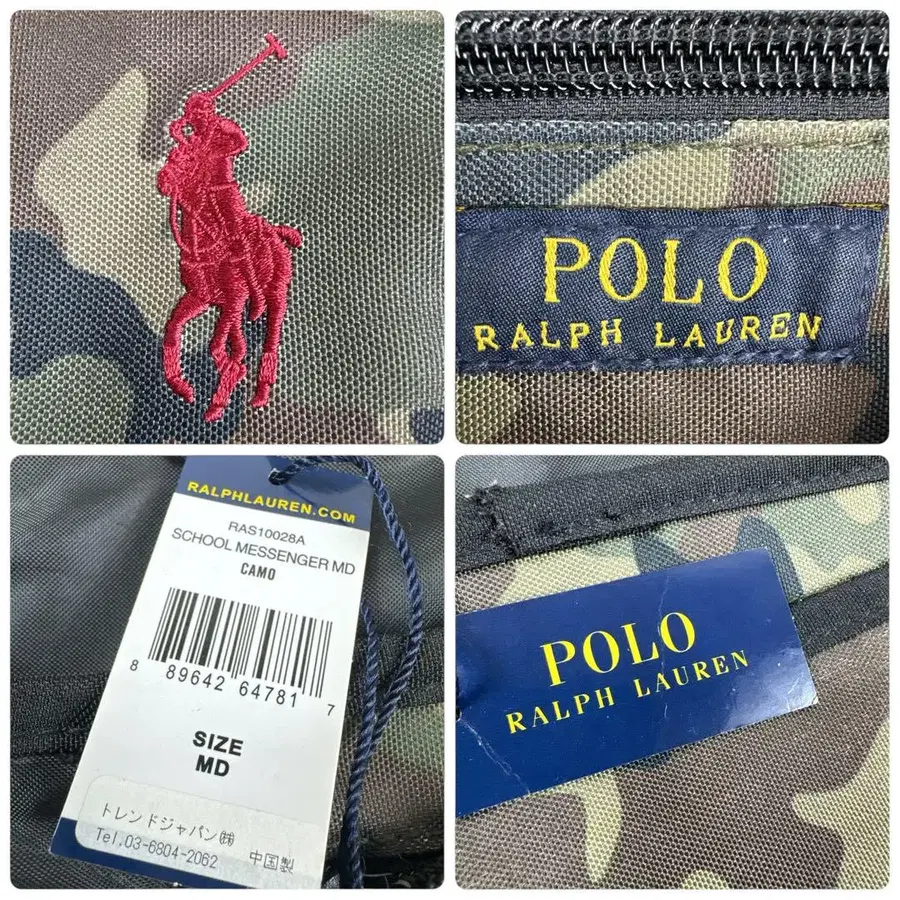 POLO
RALPH LAUREN
RALPHLAUREN.COM
RAS10028A
SCHOOL MESSENGER MD
CAMO
8 89642 64781 7
SIZE
MD
トレンドジャパン㈱
Tel.03-6804-2062 中国製
POLO
RALPH LAUREN